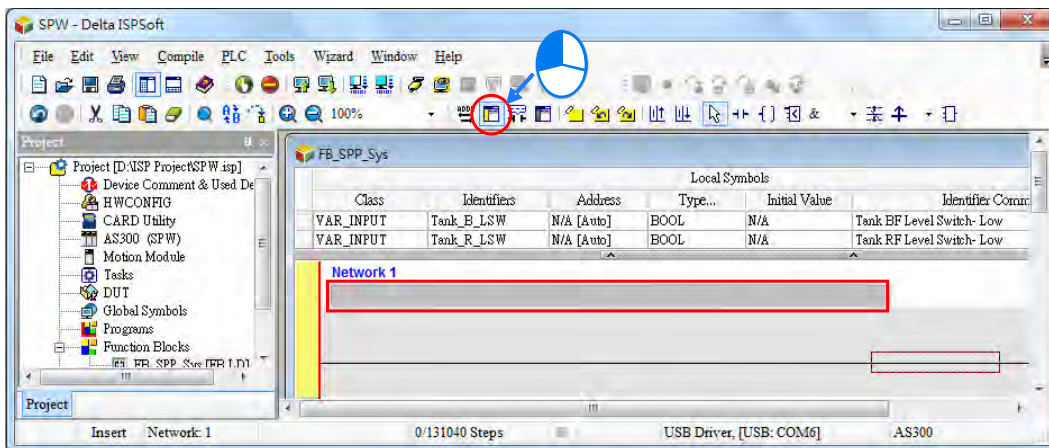 SPW - Delta ISPSoft
File Edit View Compile PLC Tools Wizard Window Help
100%
Project
Project [D:\ISP Project\SPW.isp]
Device Comment & Used De
HWCONFIG
CARD Utility
AS300 (SPW)
Motion Module
Tasks
DUT
Global Symbols
Programs
Function Blocks
FB_SPP_Sys [FB,LD]
Project
FB_SPP_Sys
Local Symbols
Class Identifiers Address Type... Initial Value Identifier Comm
VAR_INPUT Tank_B_LSW N/A [Auto] BOOL N/A Tank BF Level Switch- Low
VAR_INPUT Tank_R_LSW N/A [Auto] BOOL N/A Tank RF Level Switch- Low
Network 1
Insert Network: 1 0/131040 Steps USB Driver, [USB: COM6] AS300